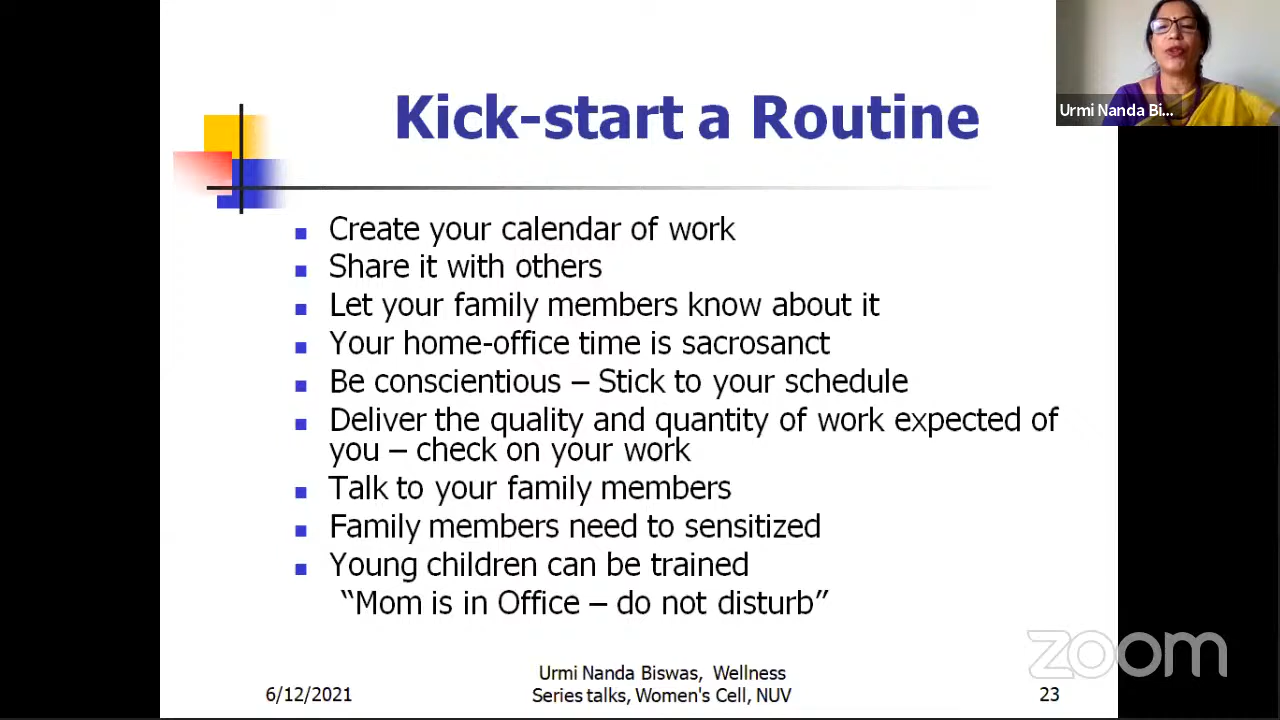 Kick-start a Routine
Urmi Nanda Bi...
Create your calendar of work
Share it with others
Let your family members know about it
Your home-office time is sacrosanct
Be conscientious – Stick to your schedule
Deliver the quality and quantity of work expected of
you – check on your work
Talk to your family members
Family members need to sensitized
Young children can be trained
“Mom is in Office – do not disturb”
zoom
6/12/2021
Urmi Nanda Biswas, Wellness
Series talks, Women's Cell, NUV
23